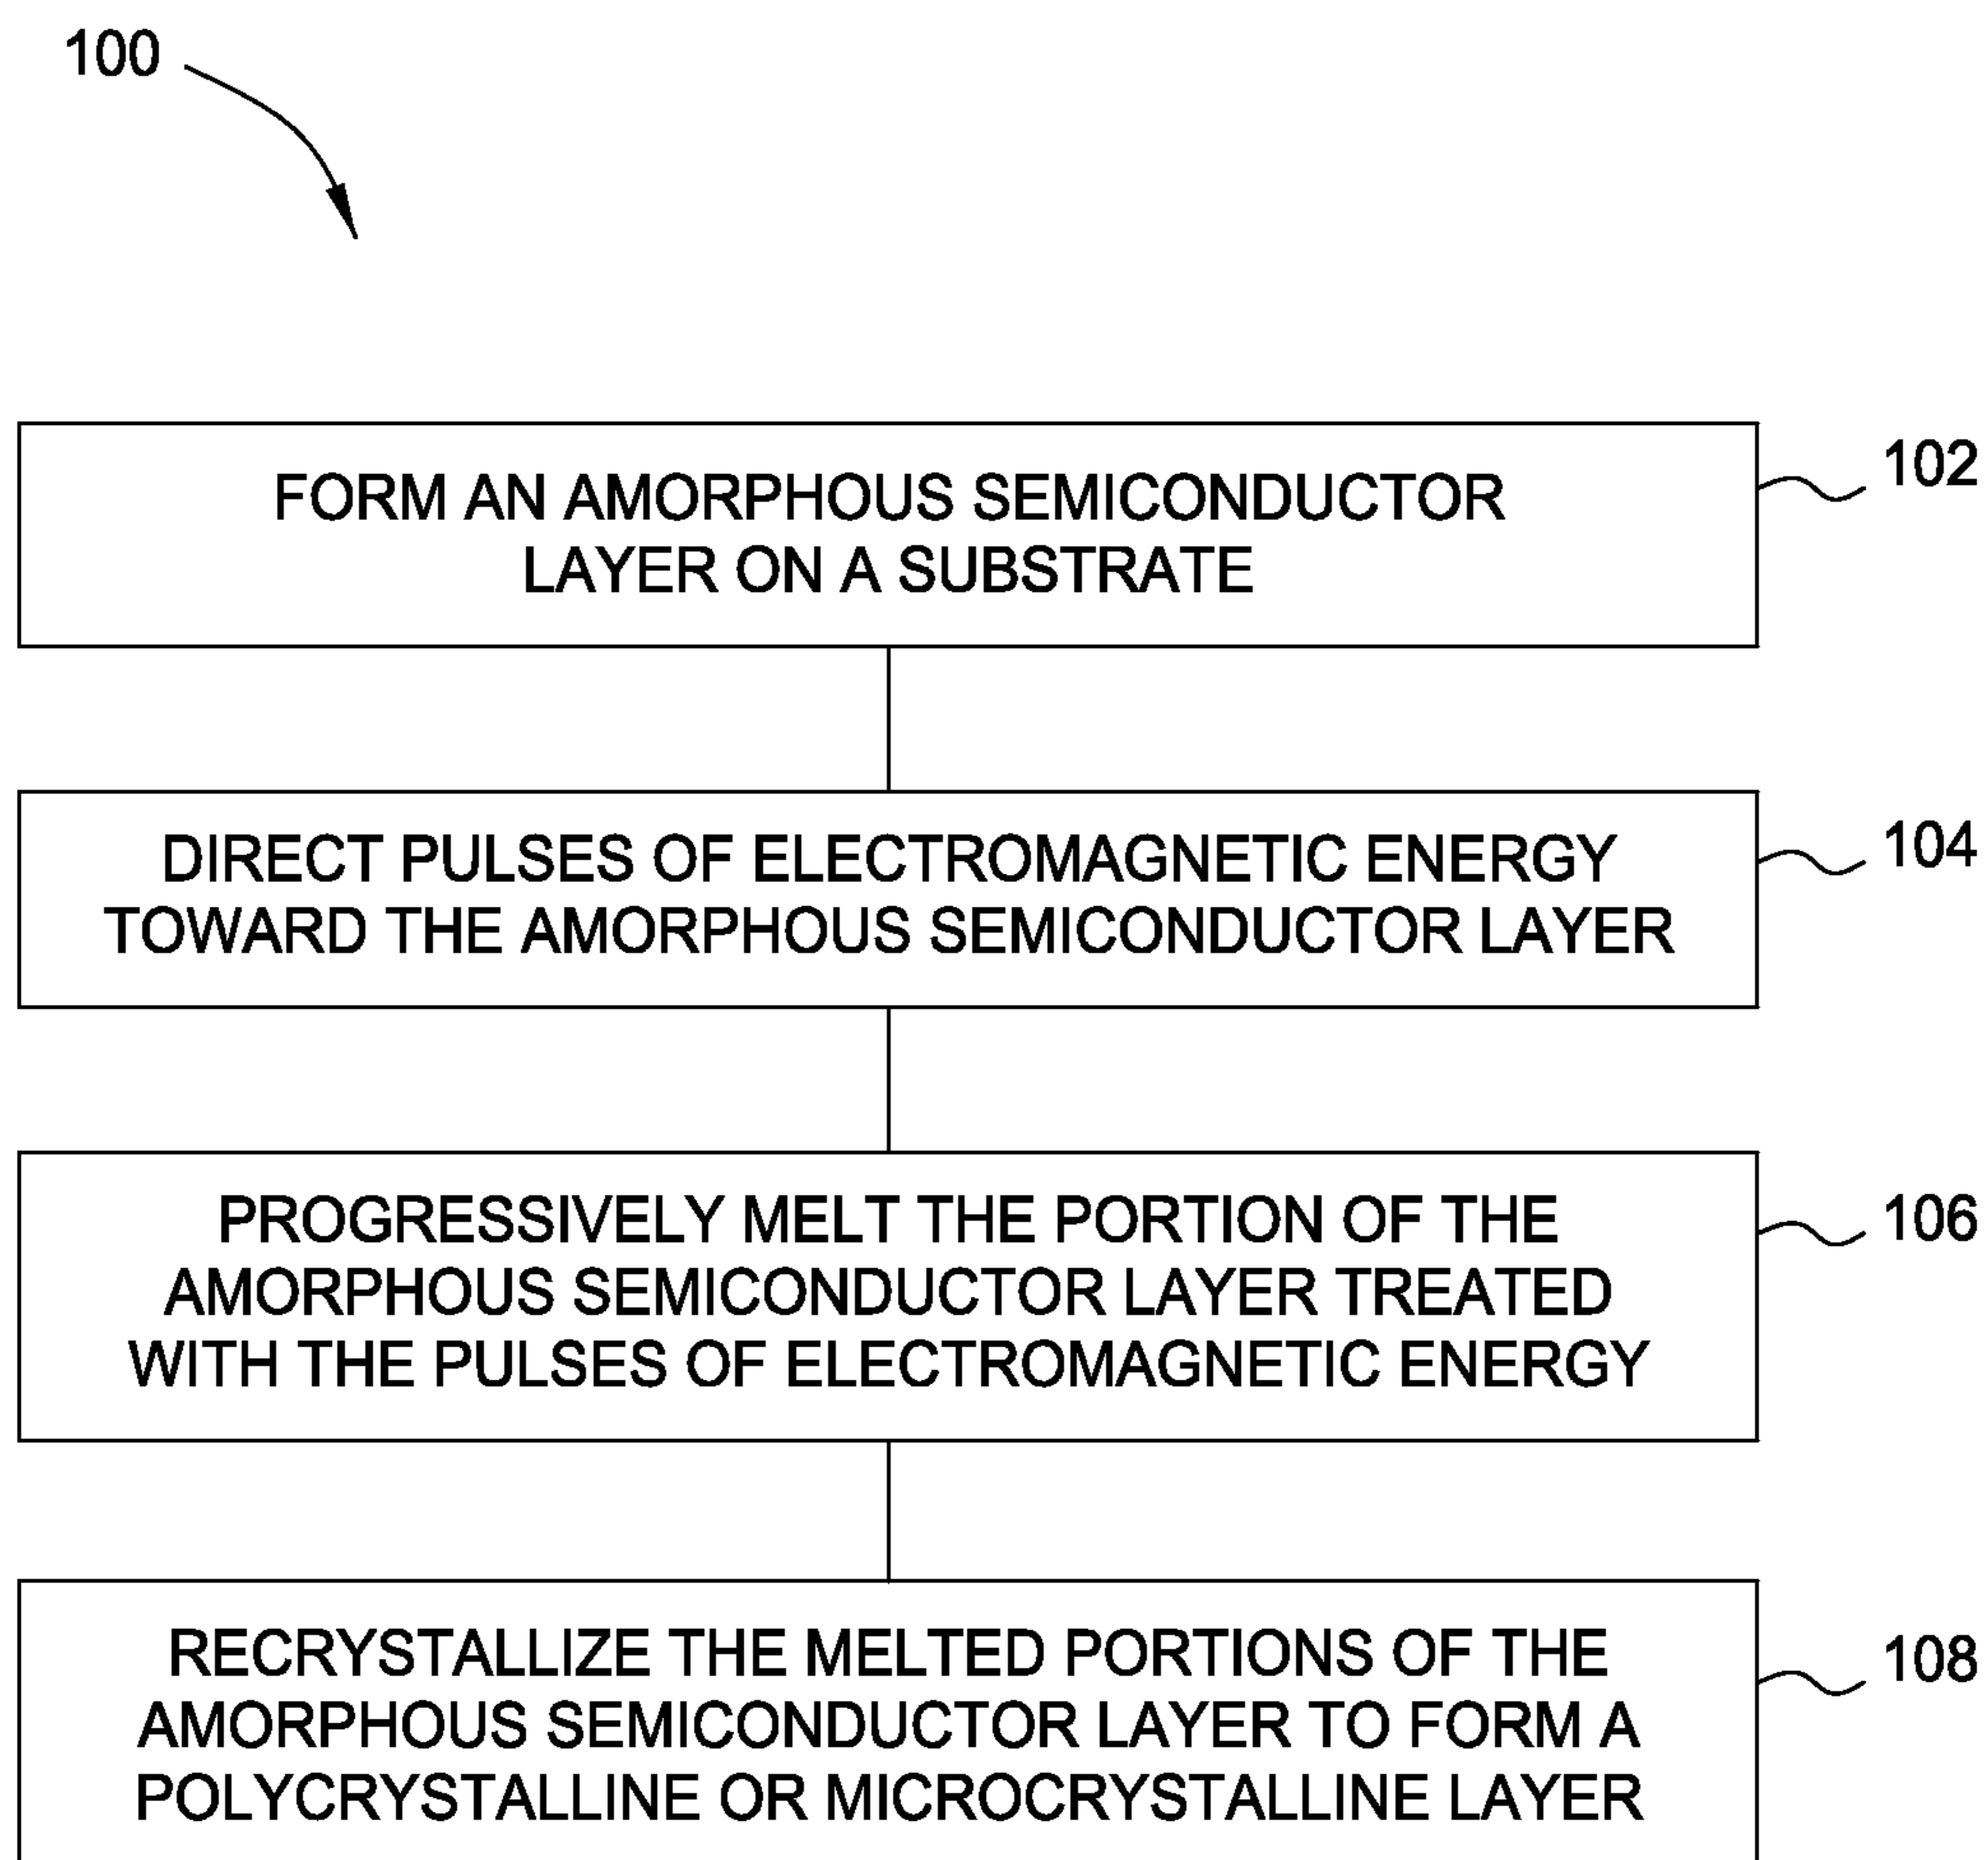 100
FORM AN AMORPHOUS SEMICONDUCTOR
LAYER ON A SUBSTRATE
102
DIRECT PULSES OF ELECTROMAGNETIC ENERGY
TOWARD THE AMORPHOUS SEMICONDUCTOR LAYER
104
PROGRESSIVELY MELT THE PORTION OF THE
AMORPHOUS SEMICONDUCTOR LAYER TREATED
WITH THE PULSES OF ELECTROMAGNETIC ENERGY
106
RECRYSTALLIZE THE MELTED PORTIONS OF THE
AMORPHOUS SEMICONDUCTOR LAYER TO FORM A
POLYCRYSTALLINE OR MICROCRYSTALLINE LAYER
108